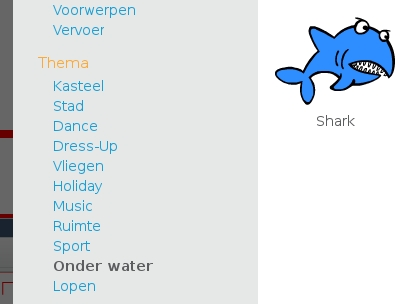 Voorwerpen
Vervoer
Thema
Kasteel
Stad
Dance
Dress-Up
Vliegen
Holiday
Music
Ruimte
Sport
Onder water
Lopen
Shark